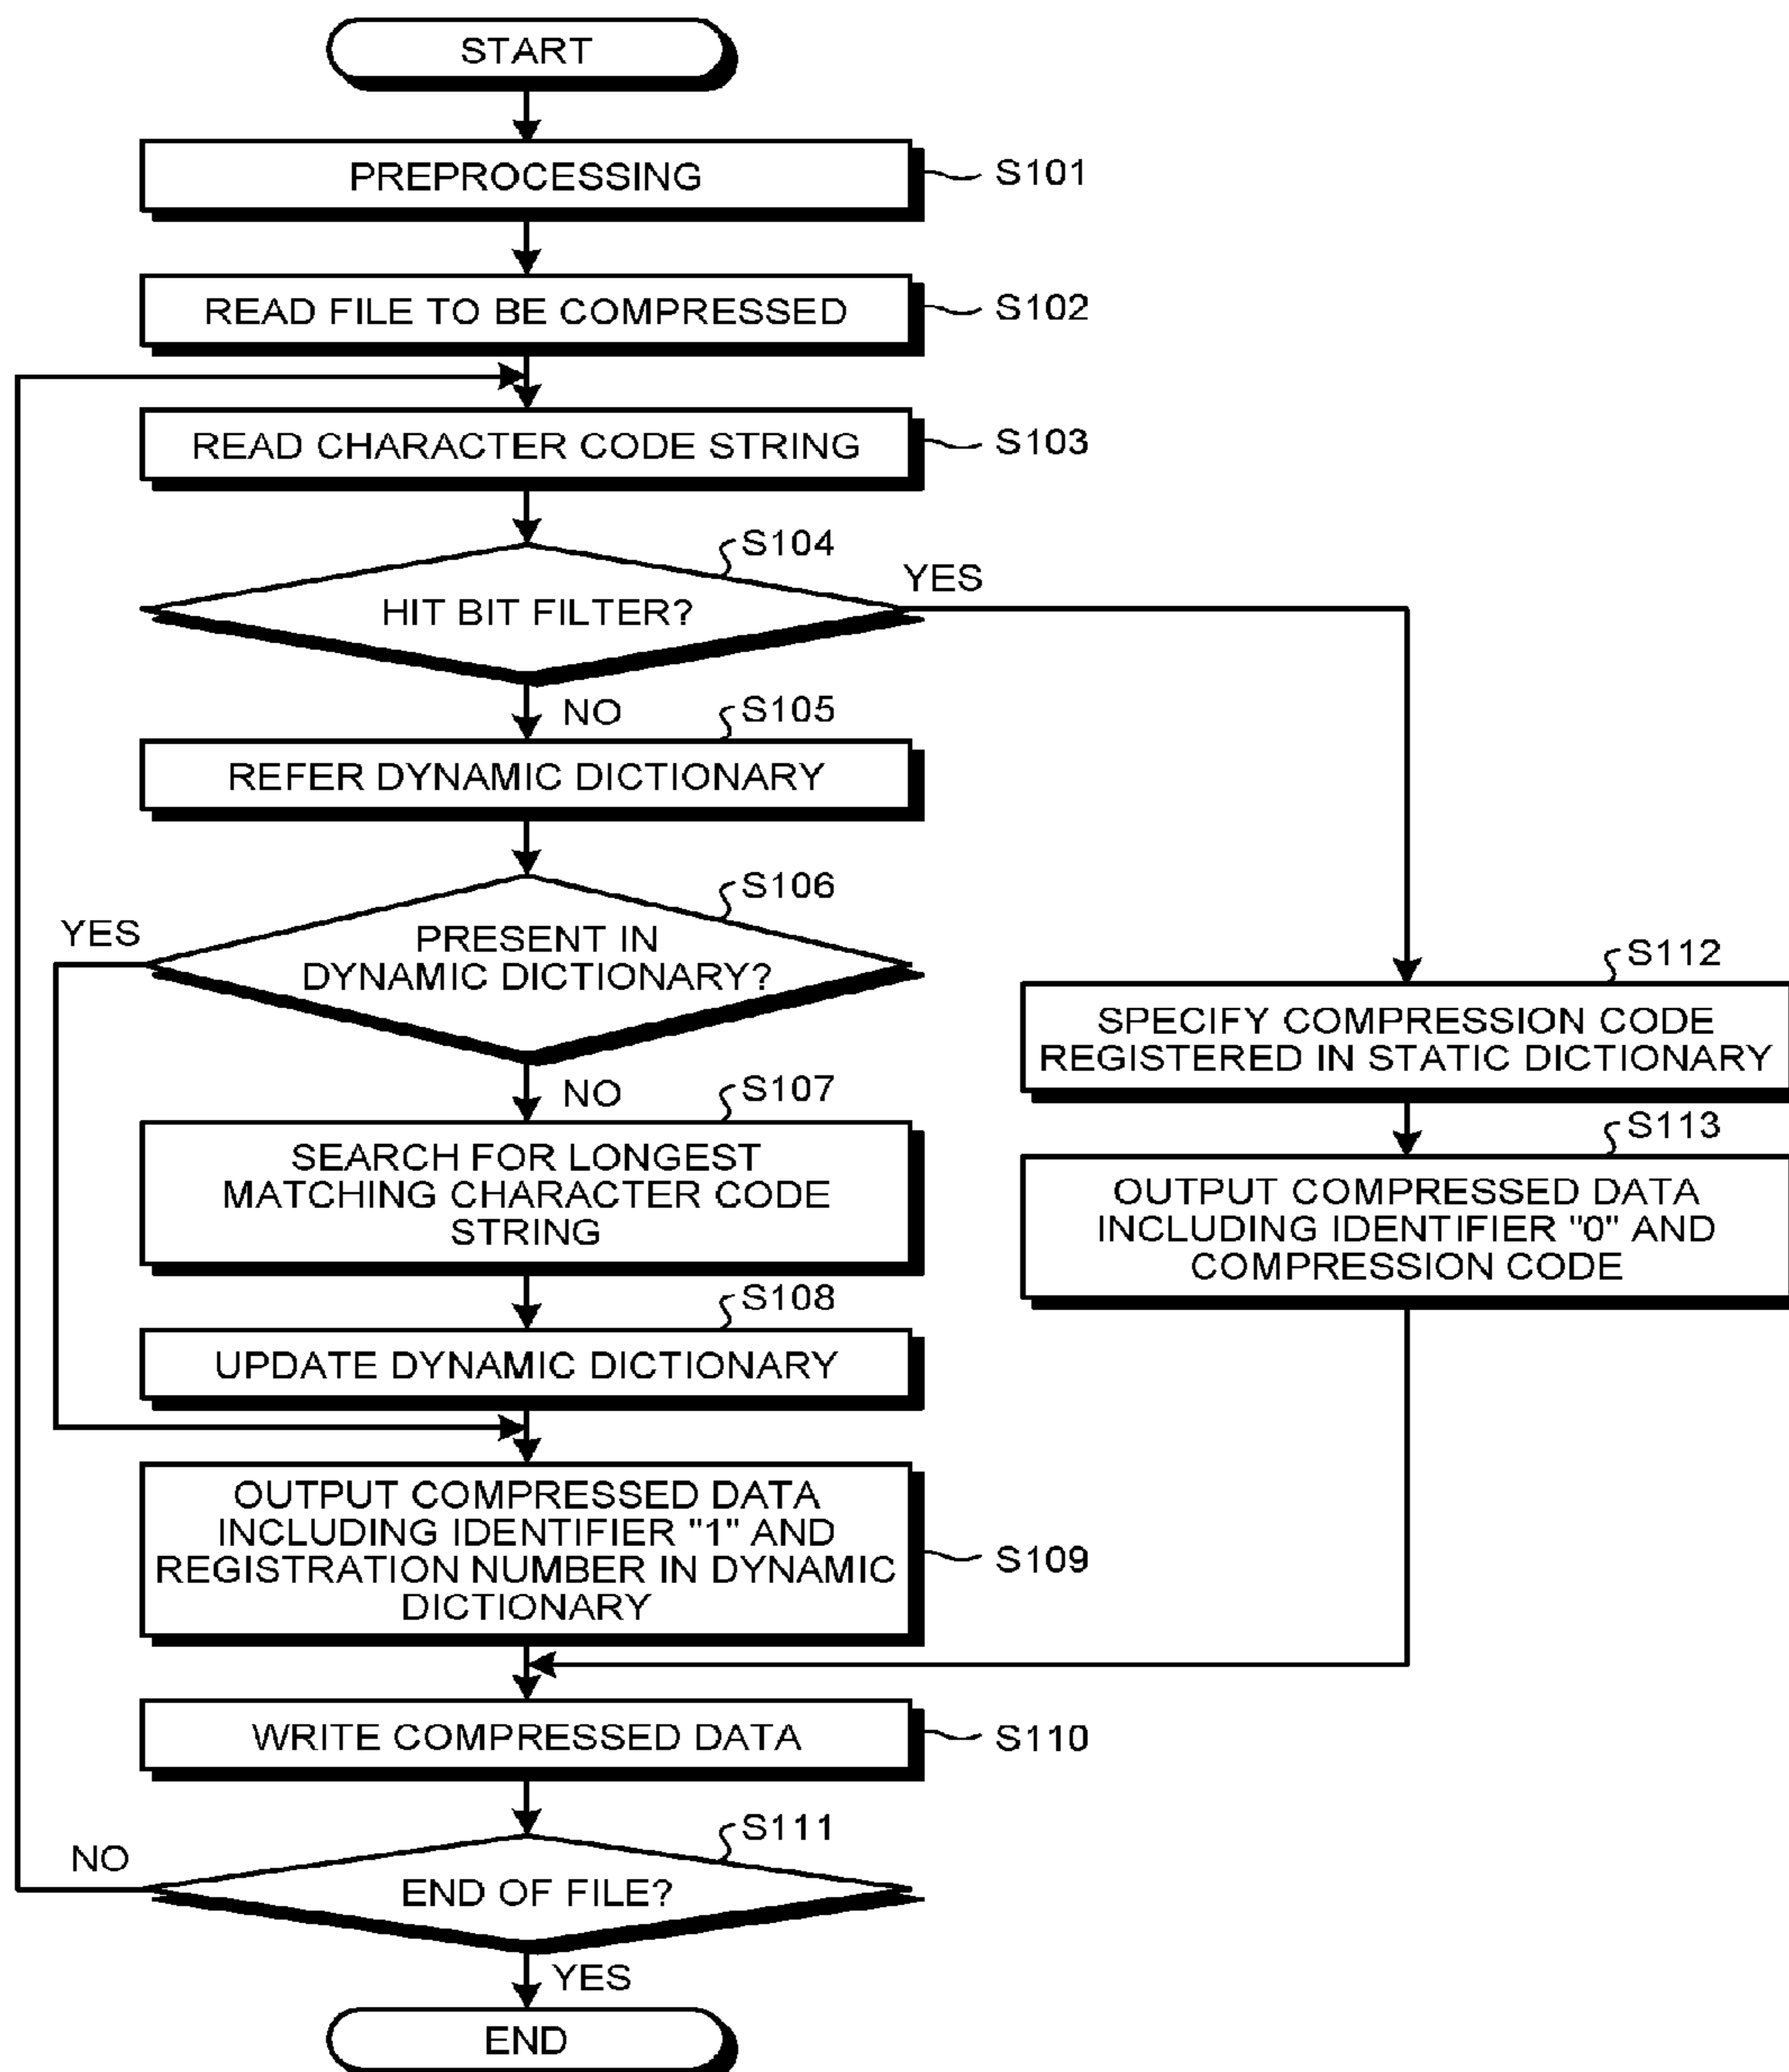 START
PREPROCESSING
S101
READ FILE TO BE COMPRESSED
S102
READ CHARACTER CODE STRING
S103
S104
HIT BIT FILTER?
YES
NO
S105
REFER DYNAMIC DICTIONARY
S106
YES
PRESENT IN
DYNAMIC DICTIONARY?
NO
S107
SEARCH FOR LONGEST
MATCHING CHARACTER CODE
STRING
S108
UPDATE DYNAMIC DICTIONARY
OUTPUT COMPRESSED DATA
INCLUDING IDENTIFIER "1" AND
REGISTRATION NUMBER IN DYNAMIC
DICTIONARY
S109
S112
SPECIFY COMPRESSION CODE
REGISTERED IN STATIC DICTIONARY
S113
OUTPUT COMPRESSED DATA
INCLUDING IDENTIFIER "0" AND
COMPRESSION CODE
WRITE COMPRESSED DATA
S110
S111
NO
END OF FILE?
YES
END